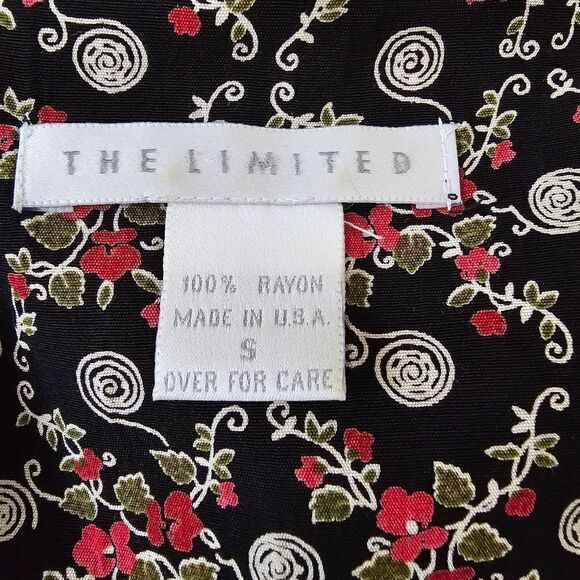 THE LIMITED
100% RAYON
MADE IN U.S.A.
S
OVER FOR CARE